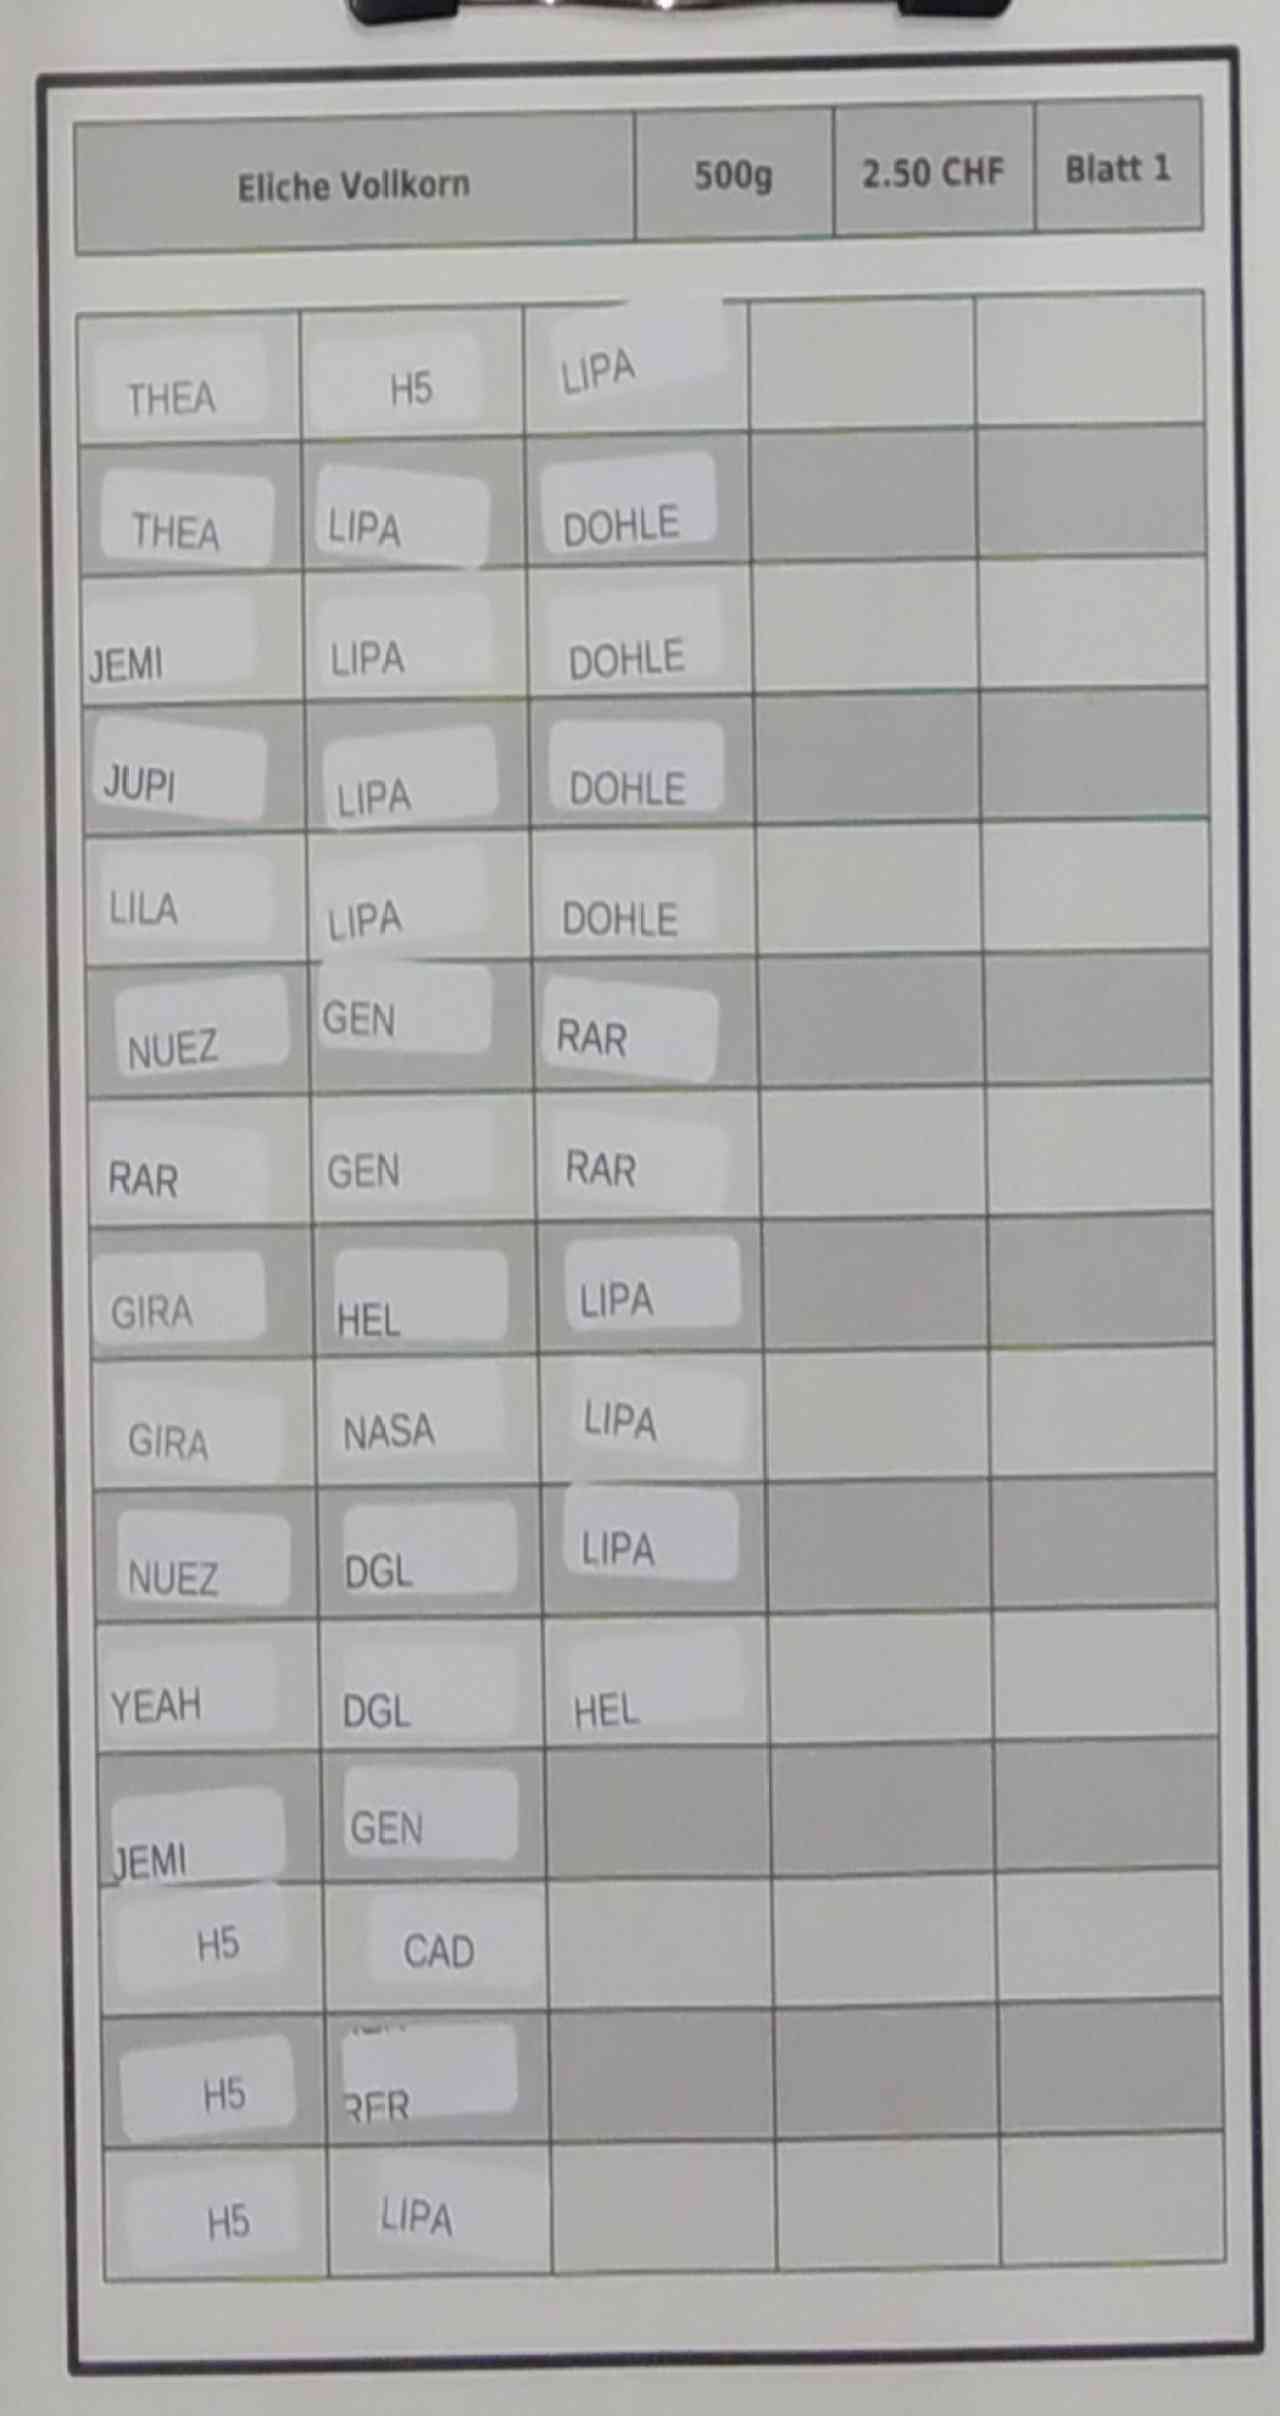 Eliche Vollkorn 500g 2.50 CHF Blatt 1
THEA H5 LIPA
THEA LIPA DOHLE
JEMI LIPA DOHLE
JUPI LIPA DOHLE
LILA LIPA DOHLE
NUEZ GEN RAR
RAR GEN RAR
GIRA HEL LIPA
GIRA NASA LIPA
NUEZ DGL LIPA
YEAH DGL HEL
JEMI GEN
H5 CAD
H5
H5 LIPA